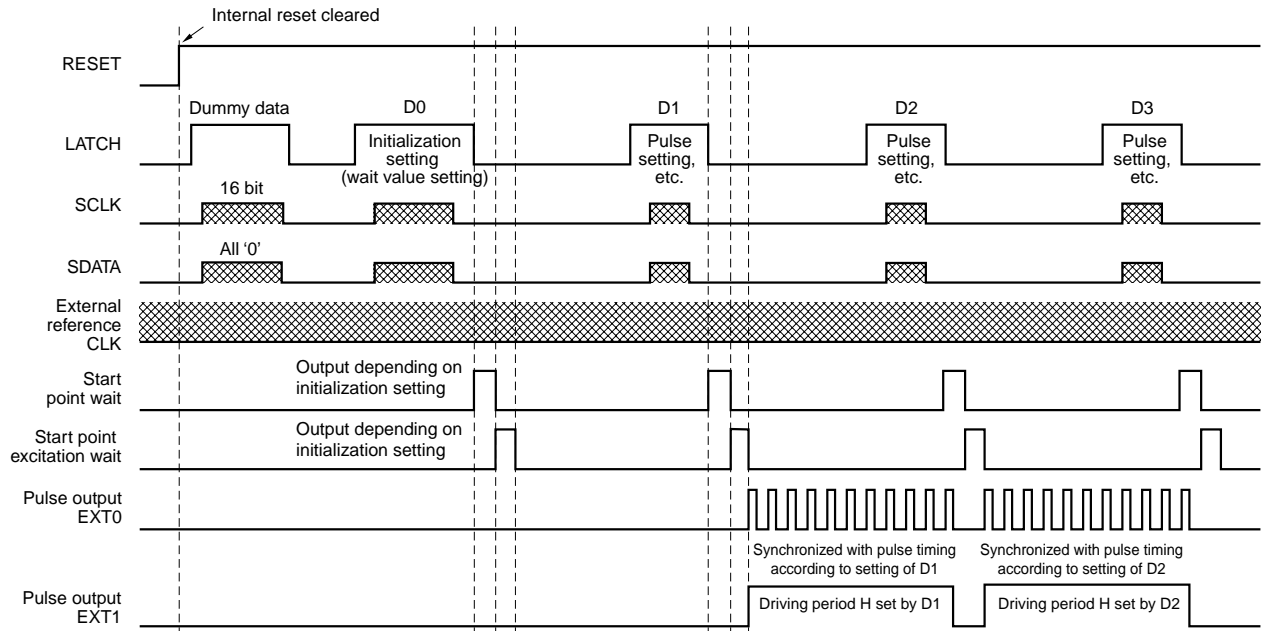 Internal reset cleared
RESET
Dummy data
D0
D1
D2
D3
LATCH
Initialization
setting
(wait value setting)
Pulse
setting,
etc.
Pulse
setting,
etc.
Pulse
setting,
etc.
16 bit
SCLK
All ‘0’
SDATA
External
reference
CLK
Start
point wait
Output depending on
initialization setting
Start point
excitation wait
Output depending on
initialization setting
Pulse output
EXT0
Synchronized with pulse timing
according to setting of D1
Synchronized with pulse timing
according to setting of D2
Pulse output
EXT1
Driving period H set by D1
Driving period H set by D2